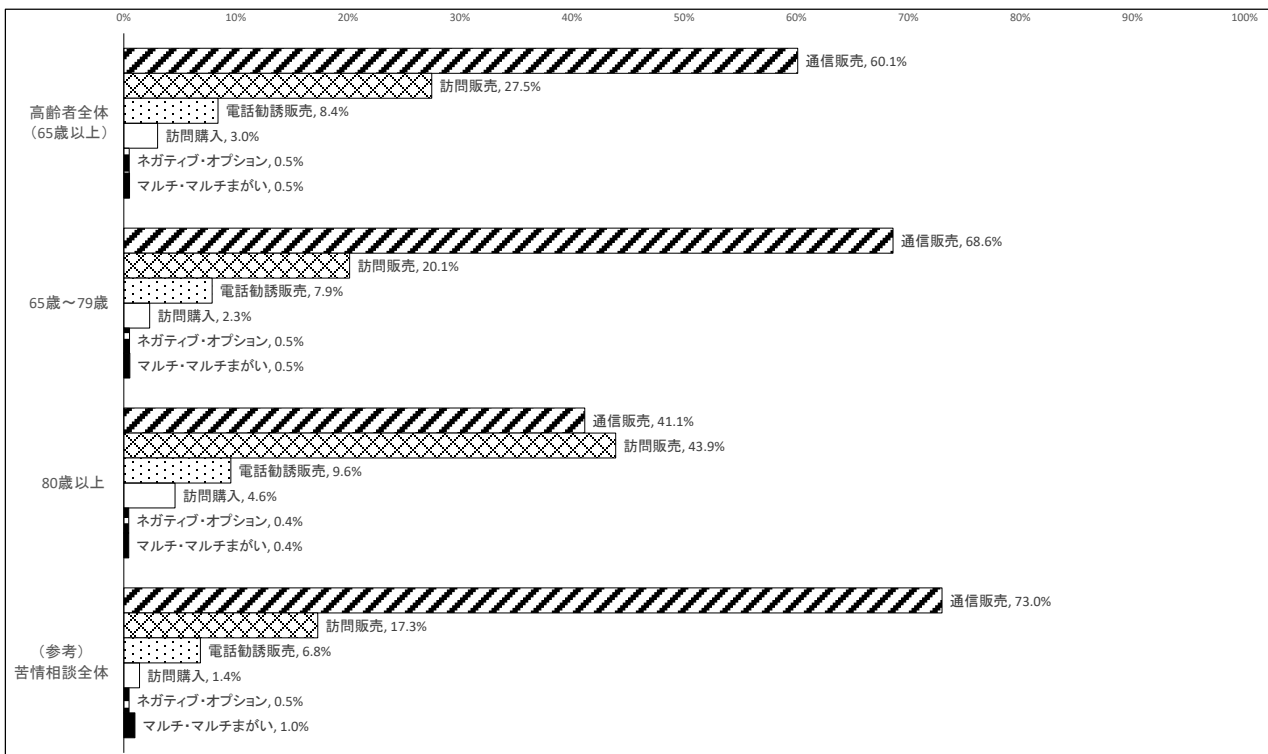 0% 10% 20% 30% 40% 50% 60% 70% 80% 90% 100%
高齢者全体
（65歳以上）
通信販売, 60.1%
訪問販売, 27.5%
電話勧誘販売, 8.4%
訪問購入, 3.0%
ネガティブ・オプション, 0.5%
マルチ・マルチまがい, 0.5%
65歳～79歳
通信販売, 68.6%
訪問販売, 20.1%
電話勧誘販売, 7.9%
訪問購入, 2.3%
ネガティブ・オプション, 0.5%
マルチ・マルチまがい, 0.5%
80歳以上
通信販売, 41.1%
訪問販売, 43.9%
電話勧誘販売, 9.6%
訪問購入, 4.6%
ネガティブ・オプション, 0.4%
マルチ・マルチまがい, 0.4%
（参考）
苦情相談全体
通信販売, 73.0%
訪問販売, 17.3%
電話勧誘販売, 6.8%
訪問購入, 1.4%
ネガティブ・オプション, 0.5%
マルチ・マルチまがい, 1.0%